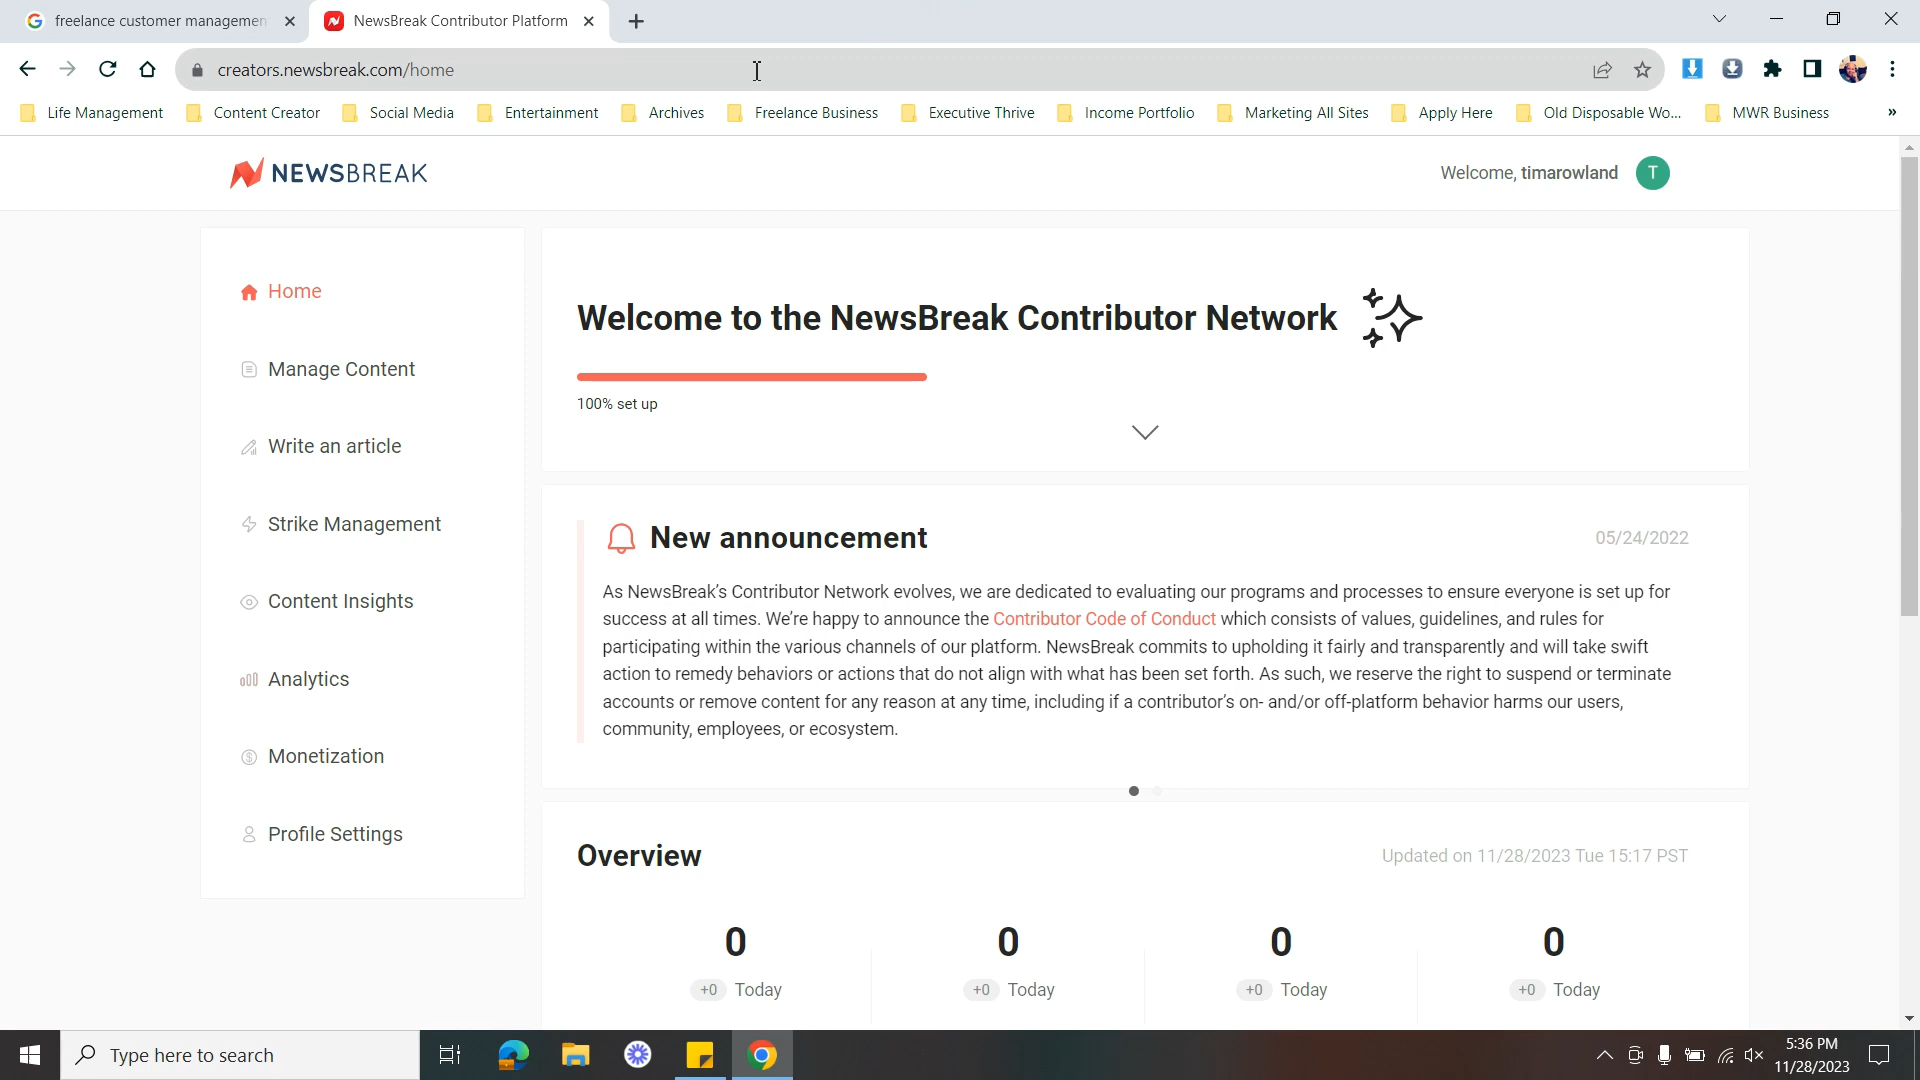 freelance customer managemen
NewsBreak Contributor Platform
creators.newsbreak.com/home
Life Management
Content Creator
Social Media
Entertainment
Archives
Freelance Business
Executive Thrive
Income Portfolio
Marketing All Sites
Apply Here
Old Disposable Wo...
MWR Business
»
NEWSBREAK
Welcome, timarowland
T
Home
Manage Content
Write an article
Strike Management
Content Insights
Analytics
Monetization
Profile Settings
Welcome to the NewsBreak Contributor Network
100% set up
New announcement
05/24/2022
As NewsBreak's Contributor Network evolves, we are dedicated to evaluating our programs and processes to ensure everyone is set up for
success at all times. We're happy to announce the Contributor Code of Conduct which consists of values, guidelines, and rules for
participating within the various channels of our platform. NewsBreak commits to upholding it fairly and transparently and will take swift
action to remedy behaviors or actions that do not align with what has been set forth. As such, we reserve the right to suspend or terminate
accounts or remove content for any reason at any time, including if a contributor's on- and/or off-platform behavior harms our users,
community, employees, or ecosystem.
Overview
Updated on 11/28/2023 Tue 15:17 PST
0 0 0 0
+0 Today +0 Today +0 Today +0 Today
Type here to search
5:36 PM
11/28/2023